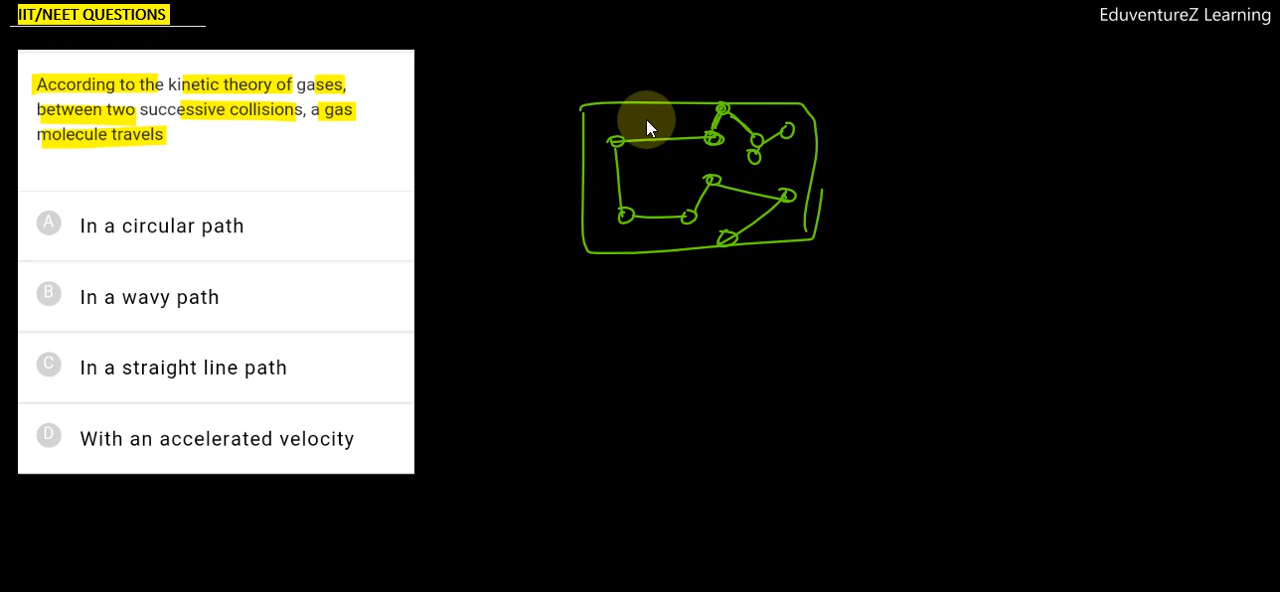 IIT/NEET QUESTIONS
EduventureZ Learning
According to the kinetic theory of gases,
between two successive collisions, a gas
molecule travels
A In a circular path
B In a wavy path
C In a straight line path
D With an accelerated velocity